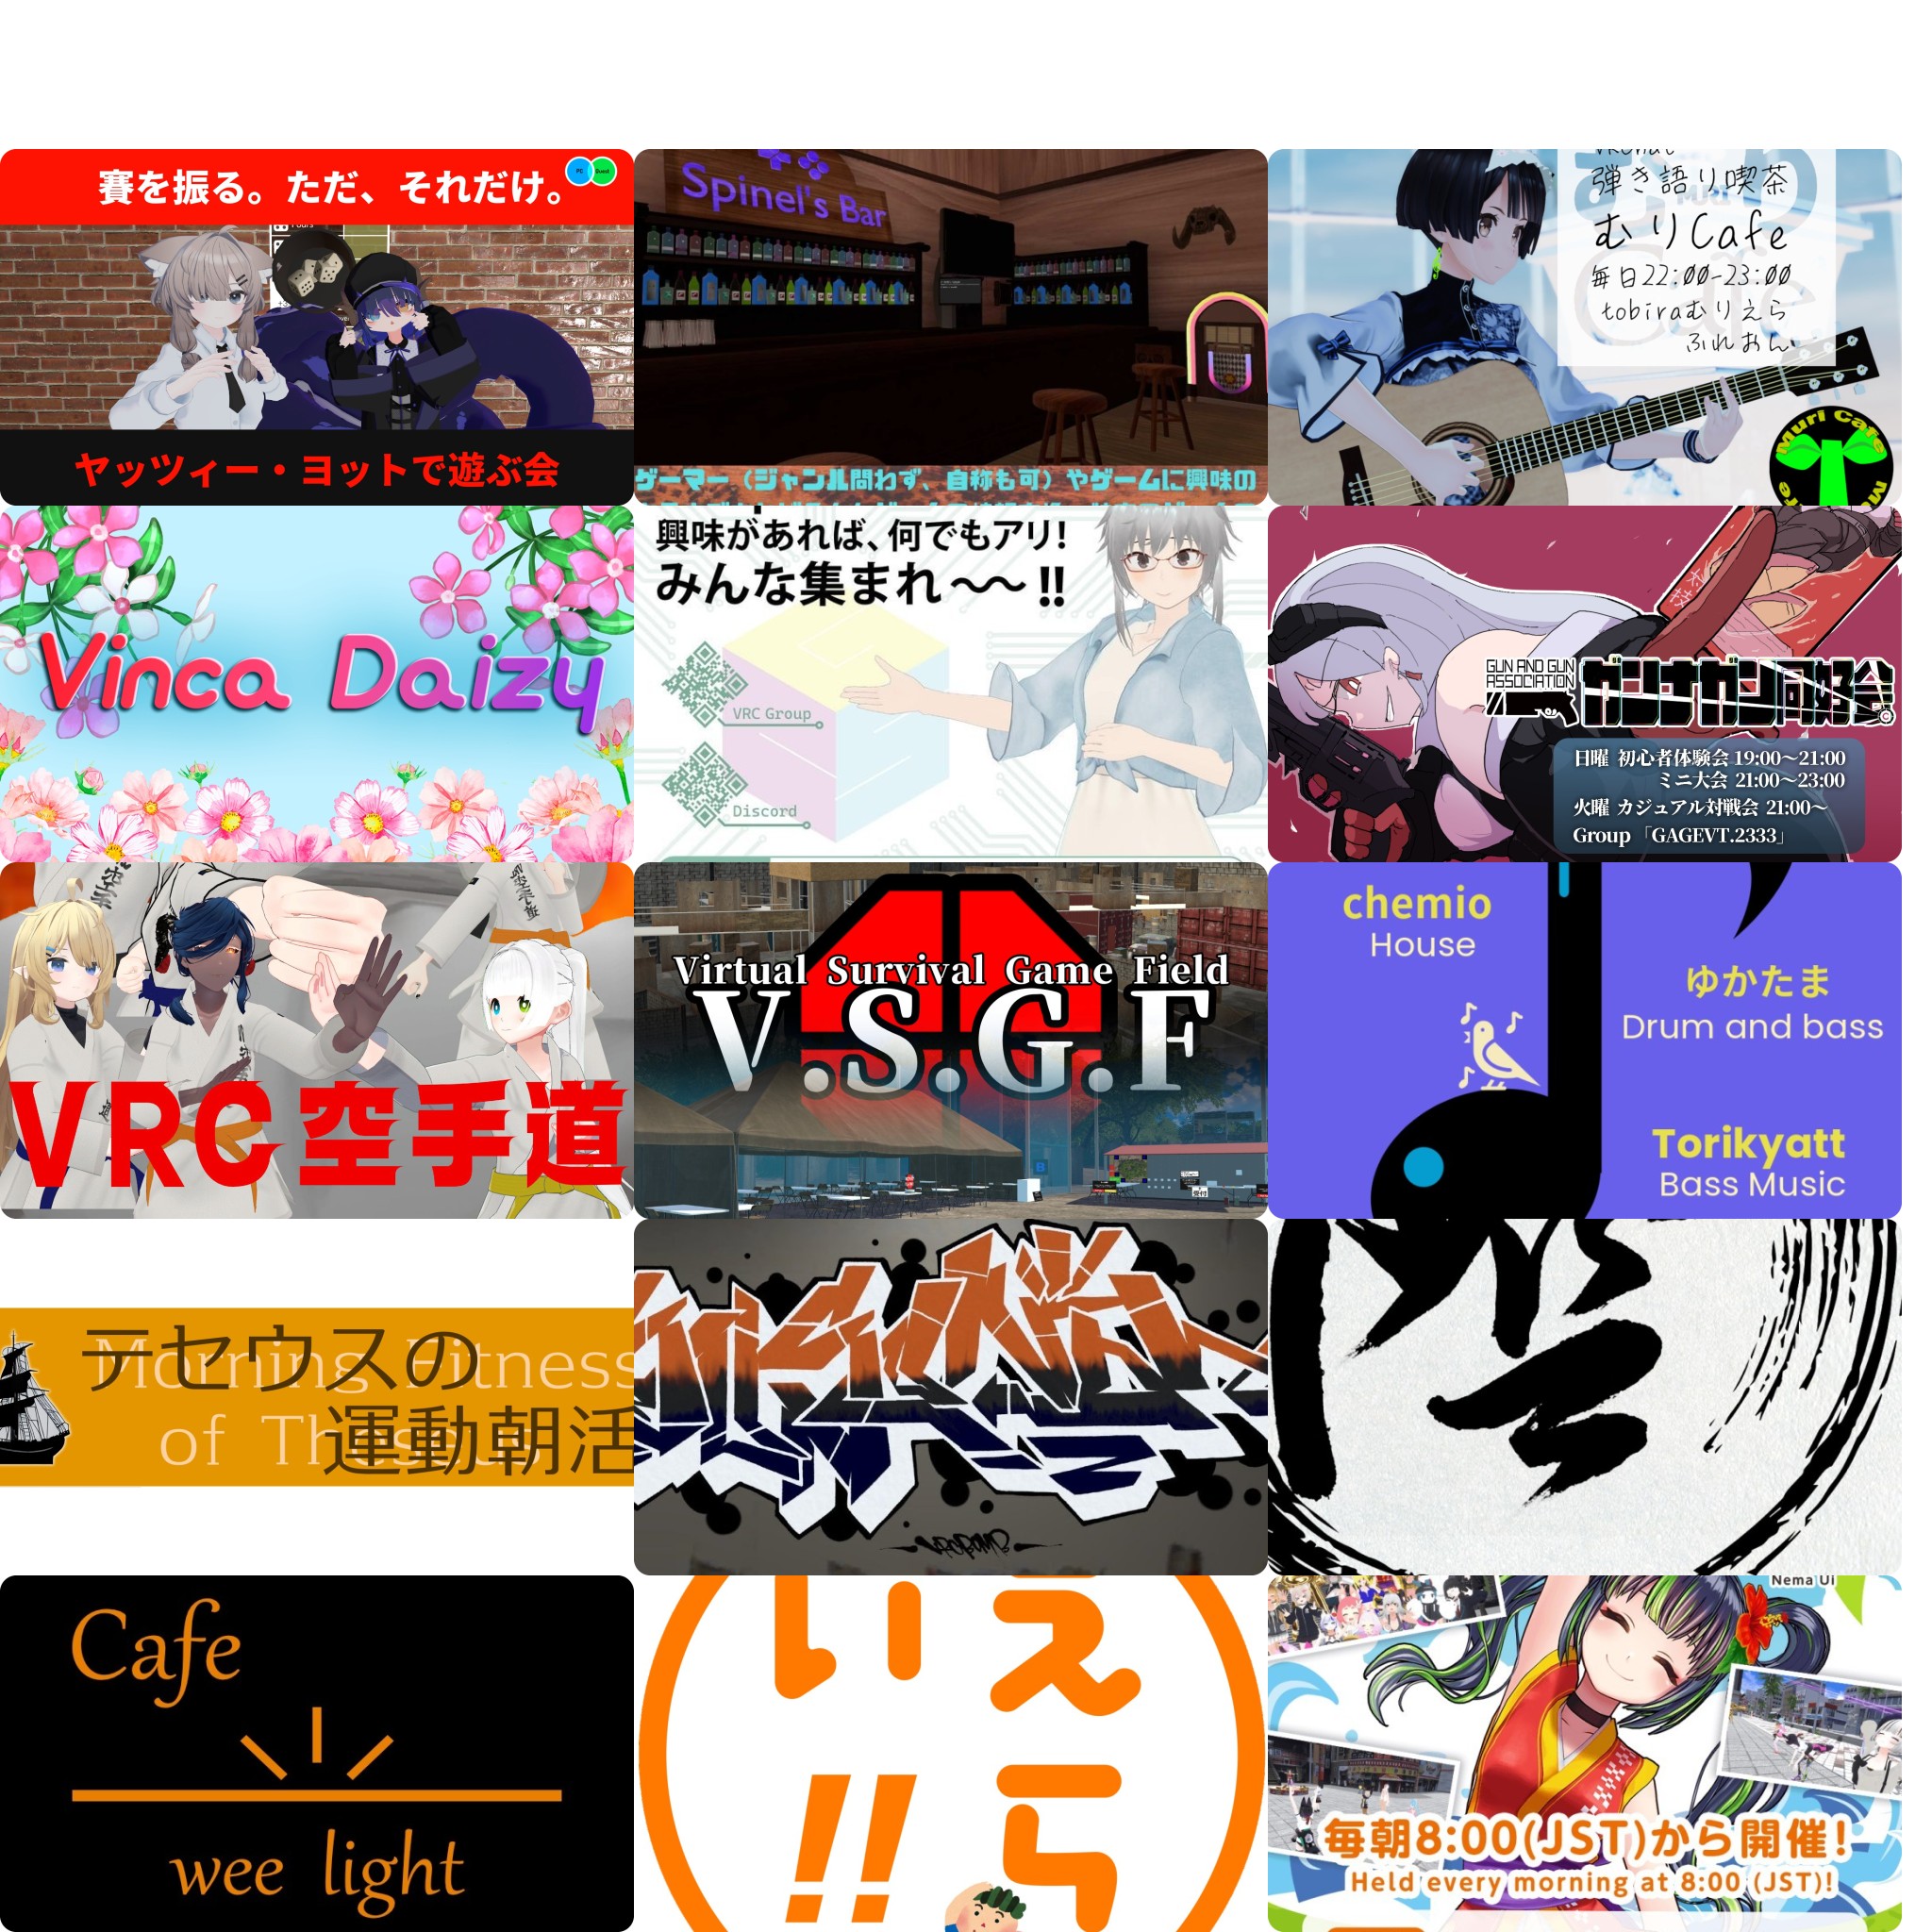 賽を振る。ただ、それだけ。
PC
Quest
ヤッツィー・ヨットで遊ぶ会
Spinel's Bar
ゲーマー（ジャンル問わず、自称も可）やゲームに興味の
弾き語り喫茶
むりCafe
毎日22:00-23:00
tobiraむりえら
ふれおん
Muri Cafe
Vinca Daizy
興味があれば、何でもアリ！
みんな集まれ～～!!
VRC Group
Discord
GUN AND GUN
ASSOCIATION
ガンナガン同好会
日曜 初心者体験会 19:00～21:00
ミニ大会 21:00～23:00
火曜 カジュアル対戦会 21:00～
Group「GAGEVT.2333」
VRC空手道
Virtual Survival Game Field
V.S.G.F
chemio
House
ゆかたま
Drum and bass
Torikyatt
Bass Music
テセウスの
運動朝活
Morning Fitness
of Theseus
Cafe
wee light
えら
い!!
Nema Ui
毎朝8:00(JST)から開催!
Held every morning at 8:00 (JST)!